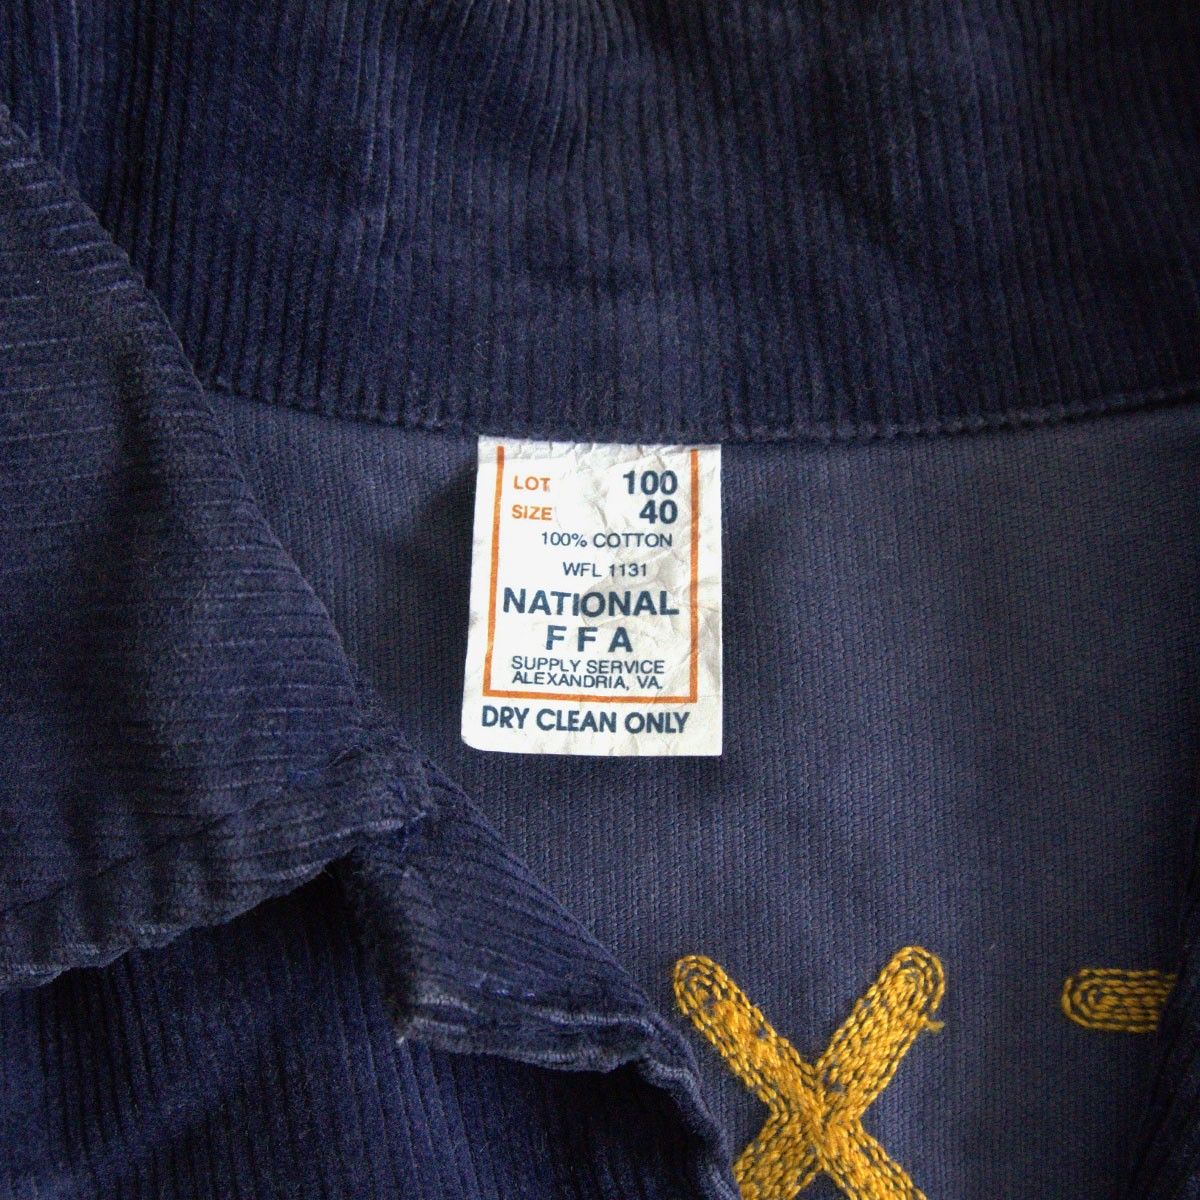 LOT 100
SIZE 40
100% COTTON
WFL 1131
NATIONAL
FFA
SUPPLY SERVICE
ALEXANDRIA, VA.
DRY CLEAN ONLY